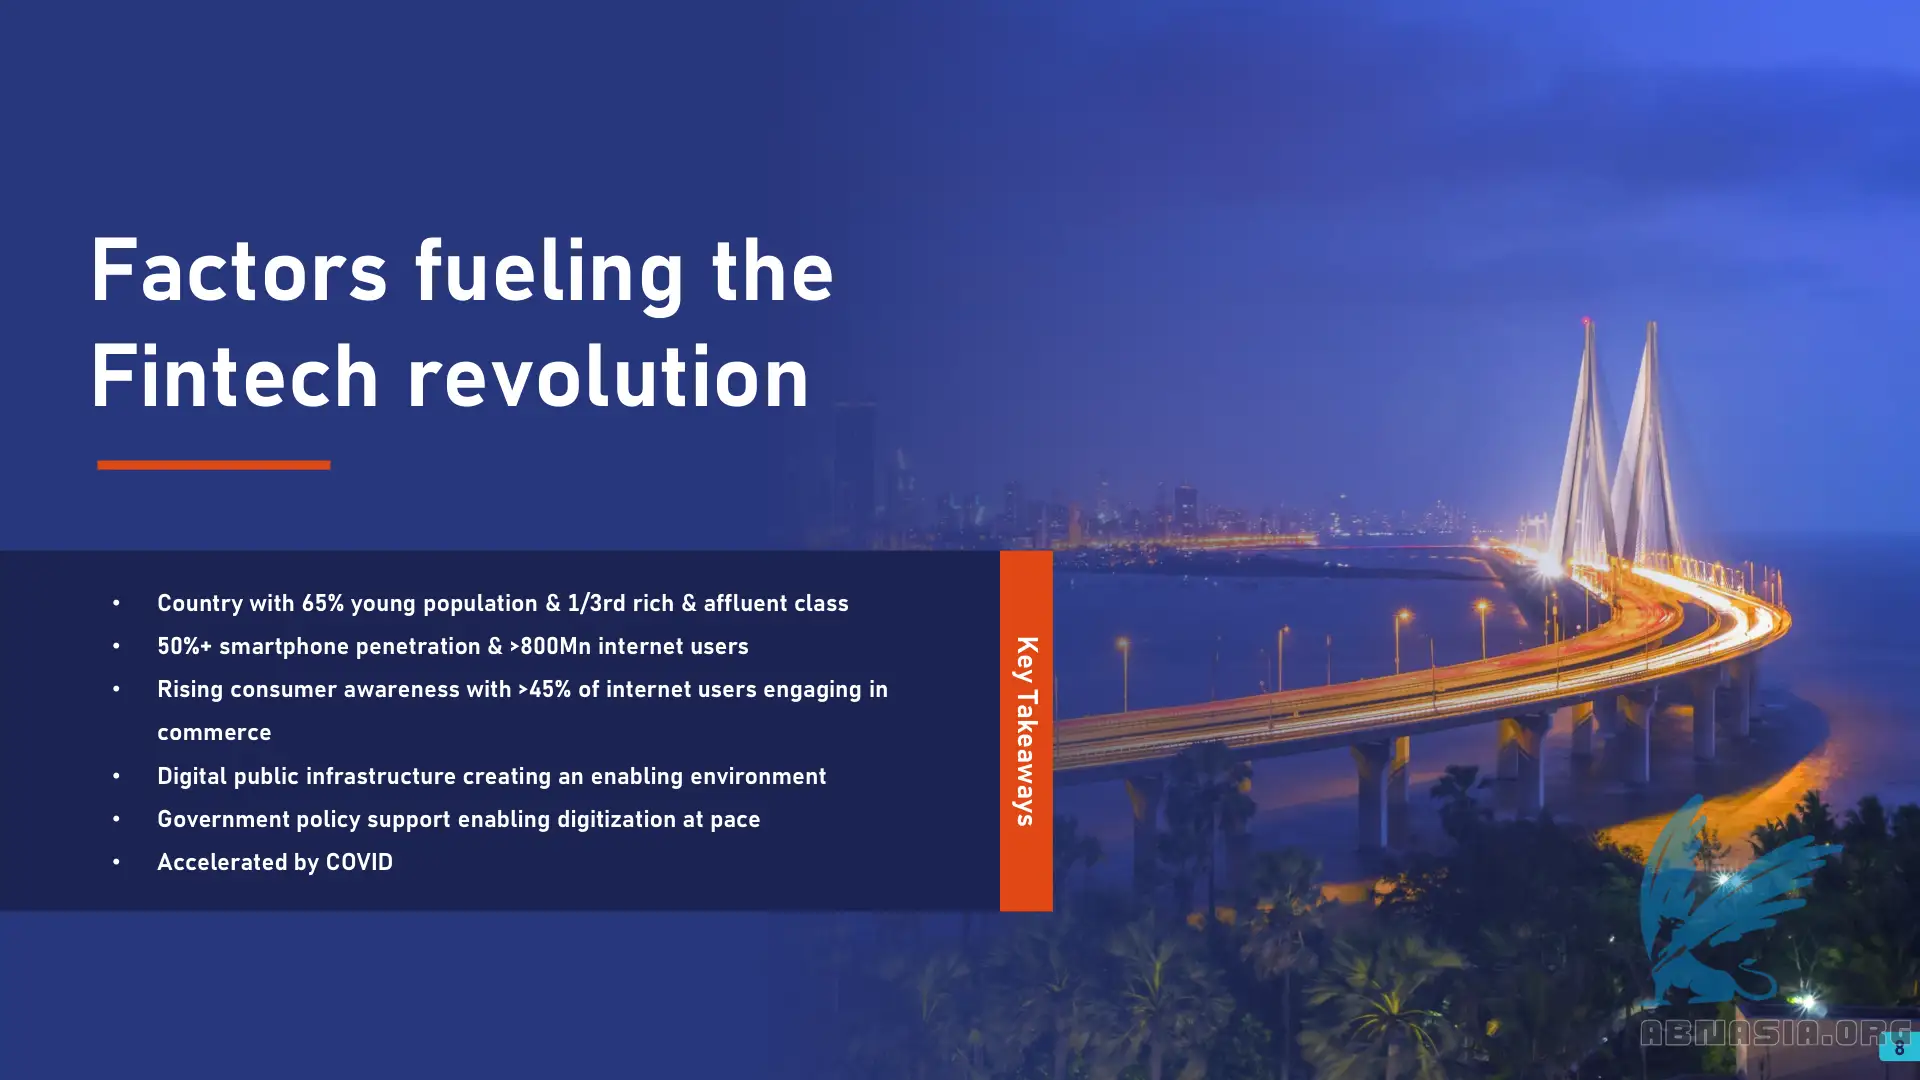 Factors fueling the
Fintech revolution
• Country with 65% young population & 1/3rd rich & affluent class
• 50%+ smartphone penetration & >800Mn internet users
• Rising consumer awareness with >45% of internet users engaging in
commerce
• Digital public infrastructure creating an enabling environment
• Government policy support enabling digitization at pace
• Accelerated by COVID
Key Takeaways
ABNASIA.ORG
8